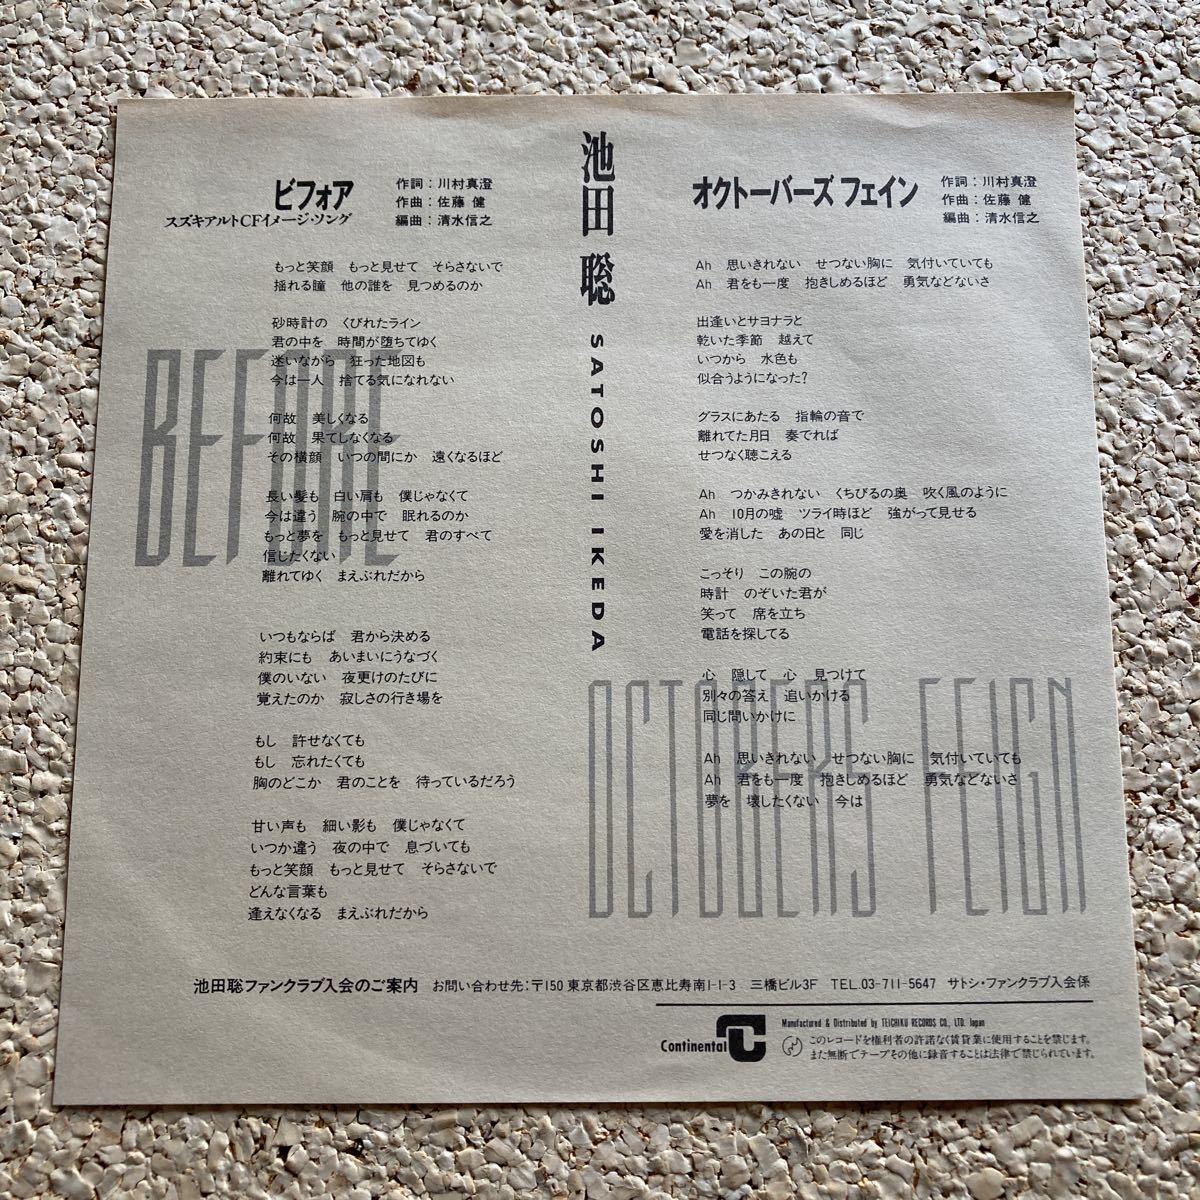 池田聡
SATOSHI IKEDA
ビフォア
スズキアルトCFイメージ・ソング
作詞：川村真澄
作曲：佐藤 健
編曲：清水信之
もっと笑顔　もっと見せて　そらさないで
揺れる瞳　他の誰を　見つめるのか
砂時計の　くびれたライン
君の中を　時間が堕ちてゆく
迷いながら　狂った地図も
今は一人　捨てる気になれない
何故　美しくなる
何故　果てしなくなる
その横顔　いつの間にか　遠くなるほど
長い髪も　白い肩も　僕じゃなくて
今は違う　腕の中で　眠れるのか
もっと夢を　もっと見せて　君のすべて
信じたくない
離れてゆく　まえぶれだから
いつもならば　君から決める
約束にも　あいまいにうなづく
僕のいない　夜更けのたびに
覚えたのか　寂しさの行き場を
もし　許せなくても
もし　忘れたくても
胸のどこか　君のことを　待っているだろう
甘い声も　細い影も　僕じゃなくて
いつか違う　夜の中で　息づいても
もっと笑顔　もっと見せて　そらさないで
どんな言葉も
逢えなくなる　まえぶれだから
BEFORE
オクトーバーズ フェイン
作詞：川村真澄
作曲：佐藤 健
編曲：清水信之
Ah　思いきれない　せつない胸に　気付いていても
Ah　君をも一度　抱きしめるほど　勇気などないさ
出逢いとサヨナラと
乾いた季節　越えて
いつから　水色も
似合うようになった？
グラスにあたる　指輪の音で
離れてた月日　奏でれば
せつなく聴こえる
Ah　つかみきれない　くちびるの奥　吹く風のように
Ah　10月の嘘　ツライ時ほど　強がって見せる
愛を消した　あの日と　同じ
こっそり　この腕の
時計　のぞいた君が
笑って　席を立ち
電話を探してる
心　隠して　心　見つけて
別々の答え　追いかける
同じ問いかけに
Ah　思いきれない　せつない胸に　気付いていても
Ah　君をも一度　抱きしめるほど　勇気などないさ
夢を　壊したくない　今は
OCTOBERS FEIGN
池田聡ファンクラブ入会のご案内　お問い合わせ先：〒150 東京都渋谷区恵比寿南1-1-3　三橋ビル3F　TEL.03-711-5647　サトシ・ファンクラブ入会係
Continental
Manufactured & Distributed by TEICHIKU RECORDS CO., LTD. Japan
このレコードを権利者の許諾なく賃貸業に使用することを禁じます。
また無断でテープその他に録音することは法律で禁じられています。